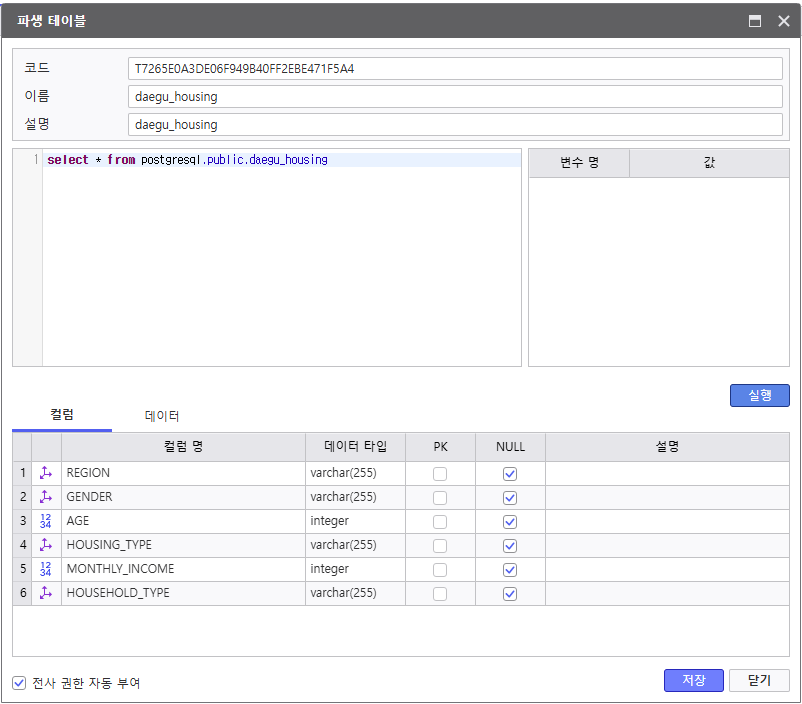 파생 테이블
코드 T7265E0A3DE06F949B40FF2EBE471F5A4
이름 daegu_housing
설명 daegu_housing
1 select * from postgresql.public.daegu_housing
변수 명 값
실행
컬럼 데이터
컬럼 명 데이터 타입 PK NULL 설명
1 REGION varchar(255)
2 GENDER varchar(255)
3 1234 AGE integer
4 HOUSING_TYPE varchar(255)
5 1234 MONTHLY_INCOME integer
6 HOUSEHOLD_TYPE varchar(255)
전사 권한 자동 부여 저장 닫기